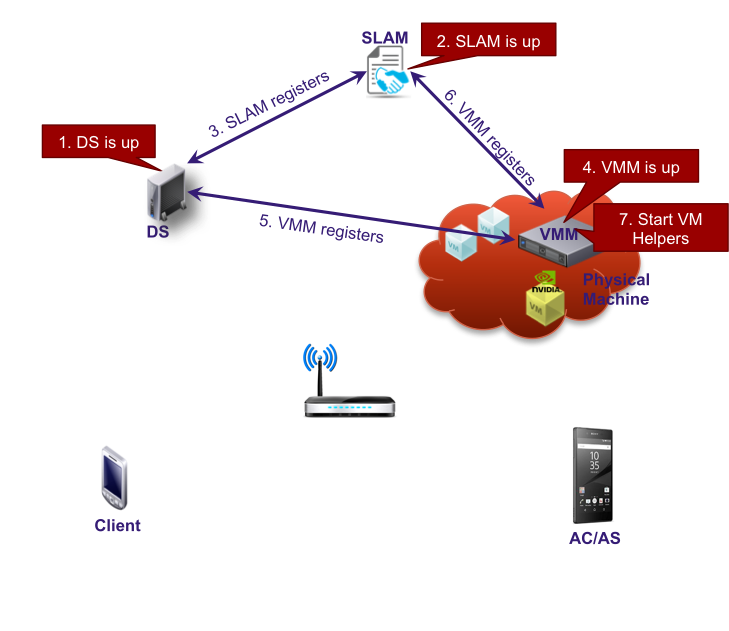 SLAM
2. SLAM is up
3. SLAM registers
6. VMM registers
1. DS is up
DS
5. VMM registers
4. VMM is up
7. Start VM
Helpers
VMM
VM
VM
Physical
Machine
NVIDIA
VM
SONY
10
35
Client
AC/AS